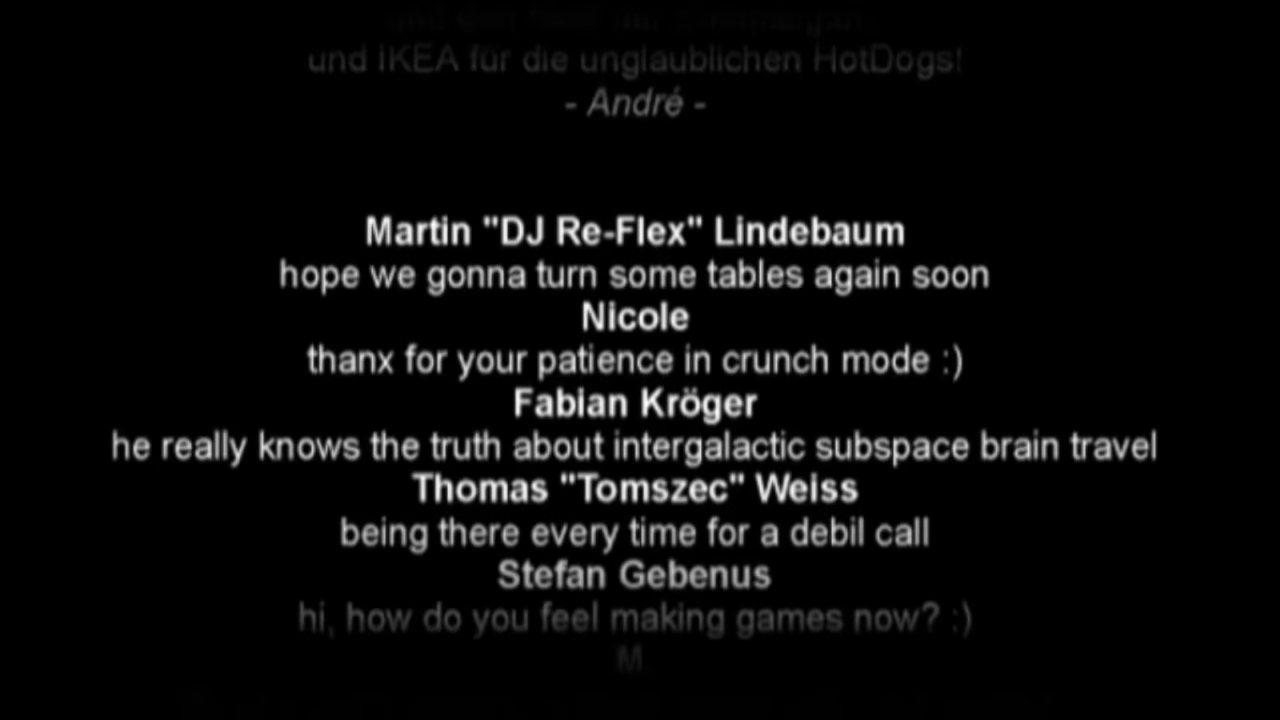 und IKEA für die unglaublichen HotDogs!
- André -
Martin "DJ Re-Flex" Lindebaum
hope we gonna turn some tables again soon
Nicole
thanx for your patience in crunch mode :)
Fabian Kröger
he really knows the truth about intergalactic subspace brain travel
Thomas "Tomszec" Weiss
being there every time for a debil call
Stefan Gebenus
hi, how do you feel making games now? :)
M